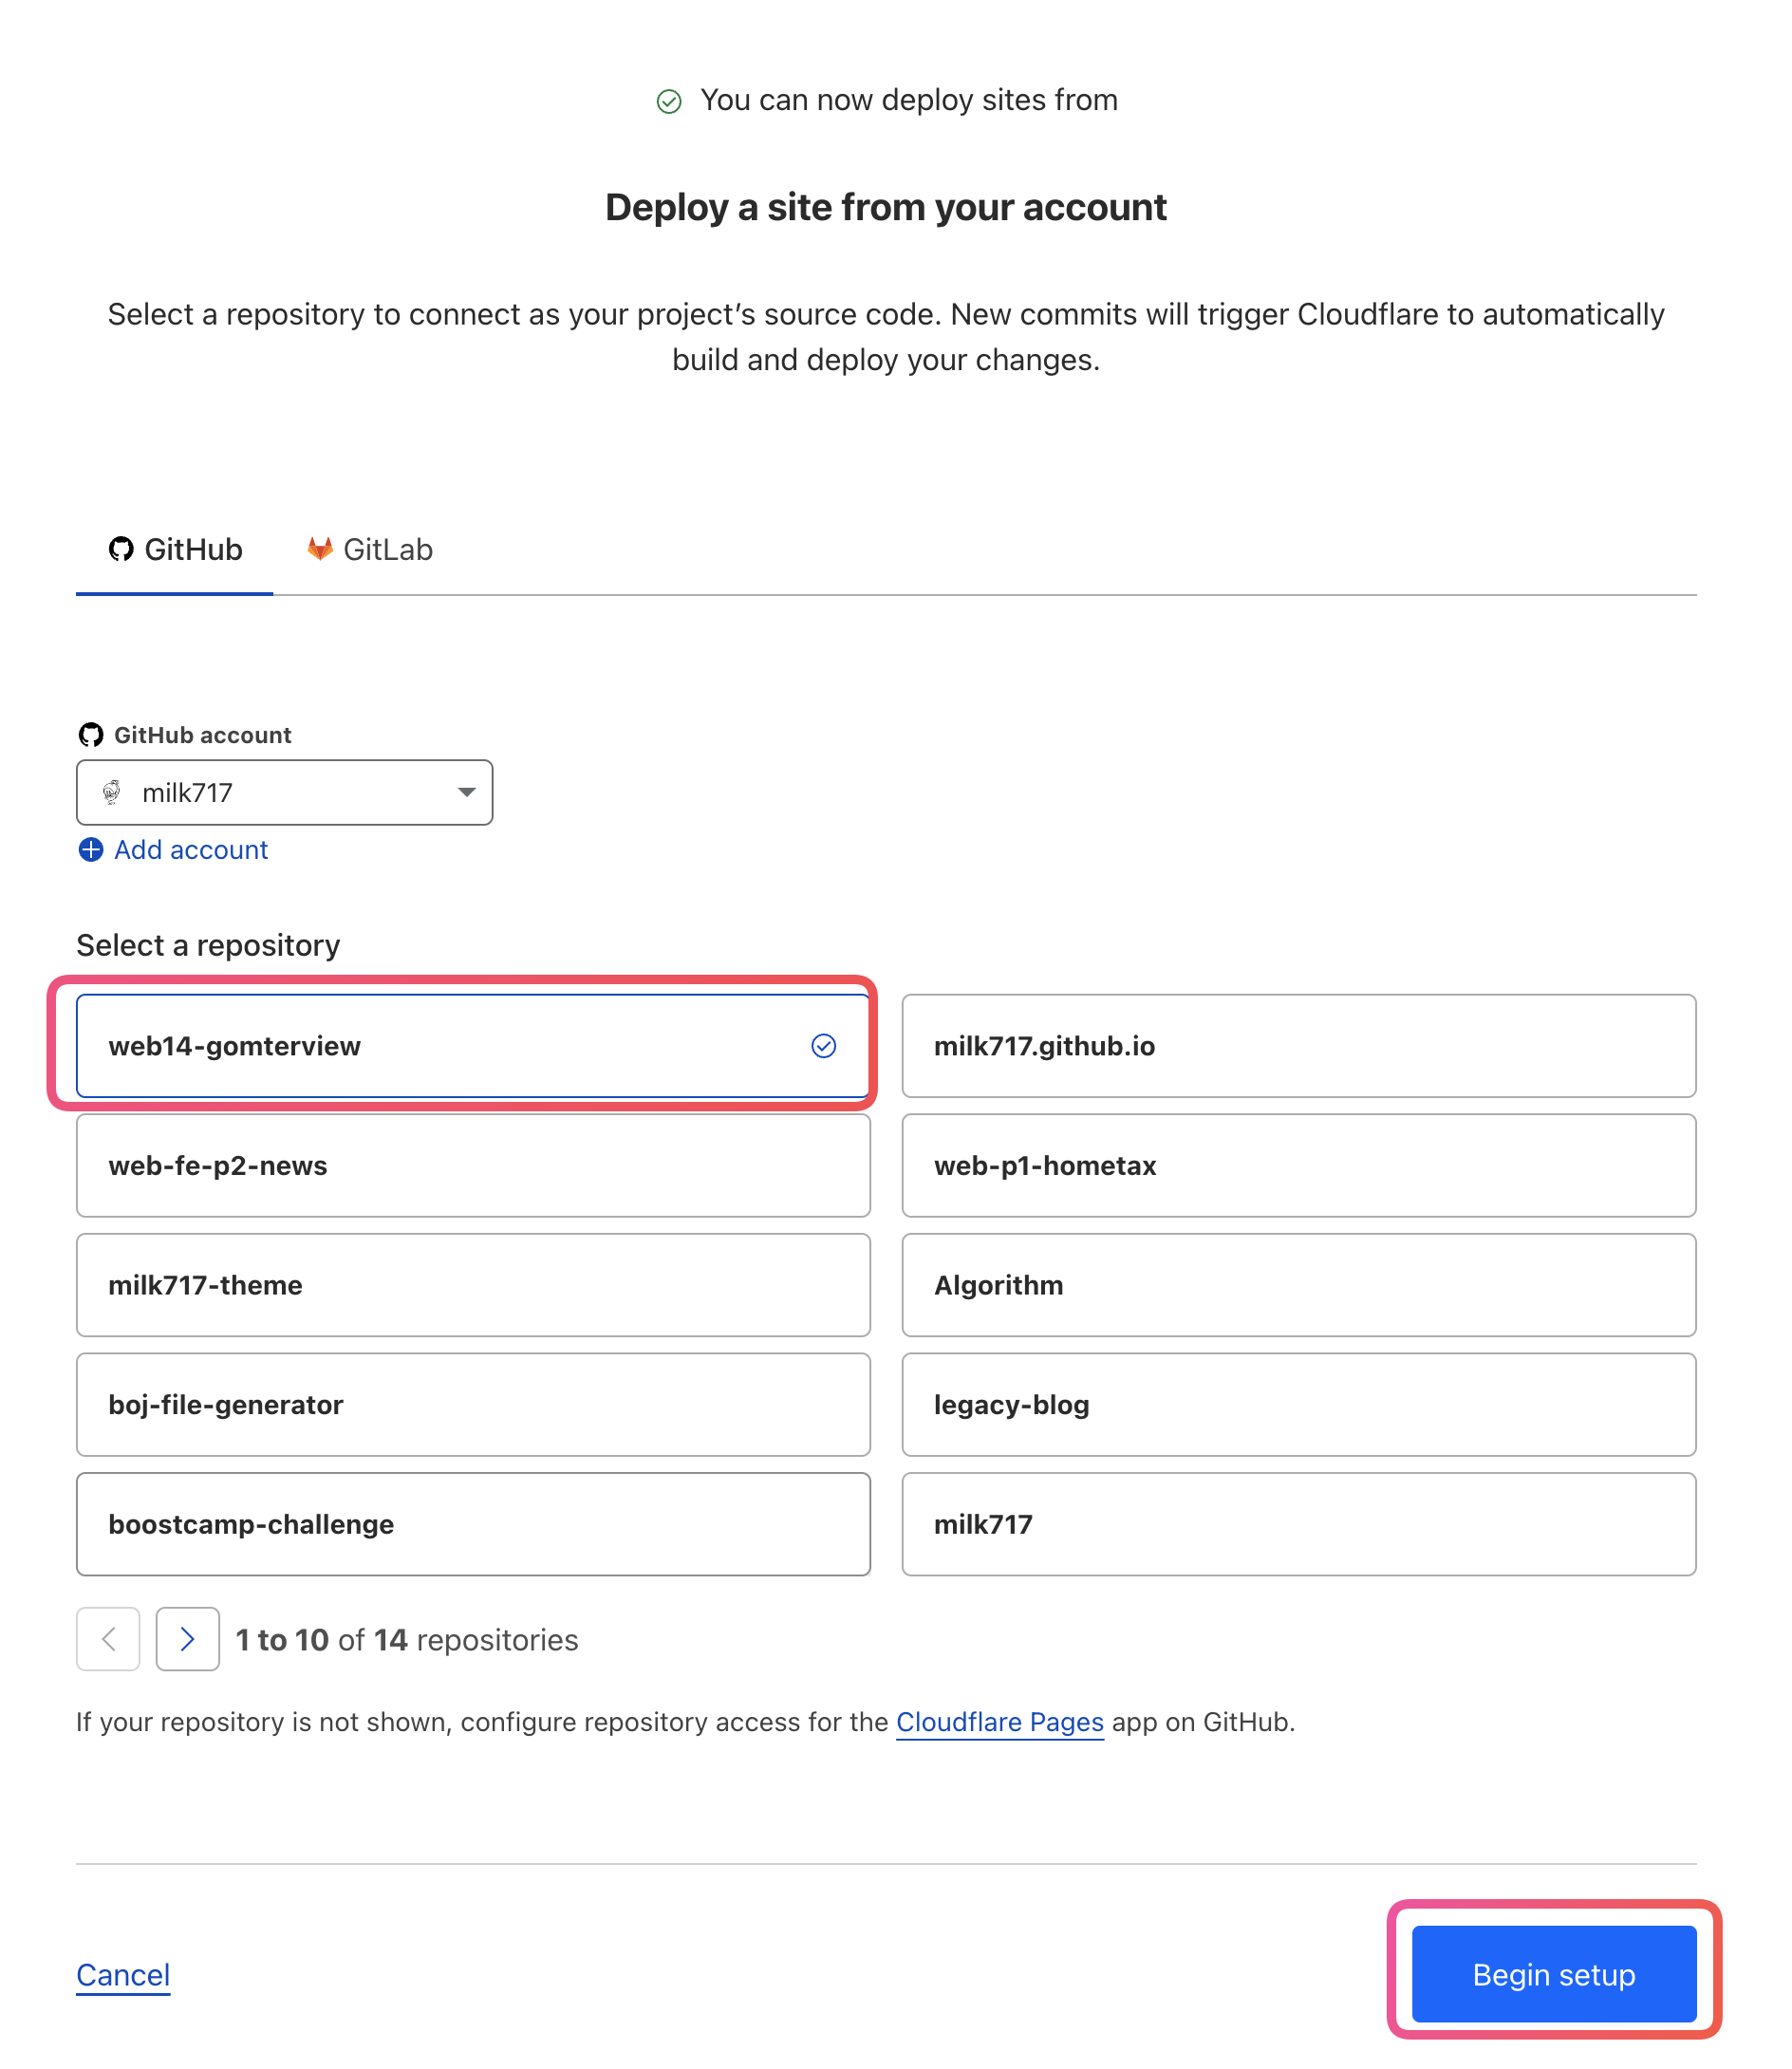 You can now deploy sites from
Deploy a site from your account
Select a repository to connect as your project’s source code. New commits will trigger Cloudflare to automatically
build and deploy your changes.
GitHub GitLab
GitHub account
milk717
Add account
Select a repository
web14-gomterview milk717.github.io
web-fe-p2-news web-p1-hometax
milk717-theme Algorithm
boj-file-generator legacy-blog
boostcamp-challenge milk717
1 to 10 of 14 repositories
If your repository is not shown, configure repository access for the Cloudflare Pages app on GitHub.
Cancel Begin setup